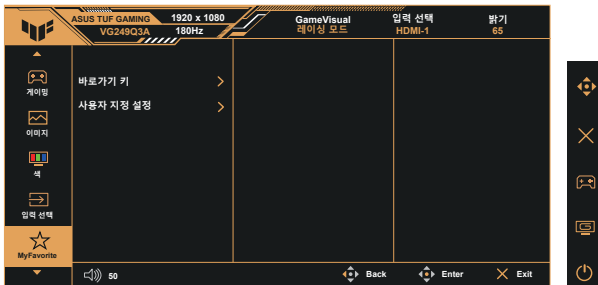 ASUS TUF GAMING
VG249Q3A
1920 x 1080
180Hz
GameVisual
레이싱 모드
입력 선택
HDMI-1
밝기
65
게이밍
이미지
색
입력 선택
MyFavorite
바로가기 키
사용자 지정 설정
50
Back
Enter
Exit